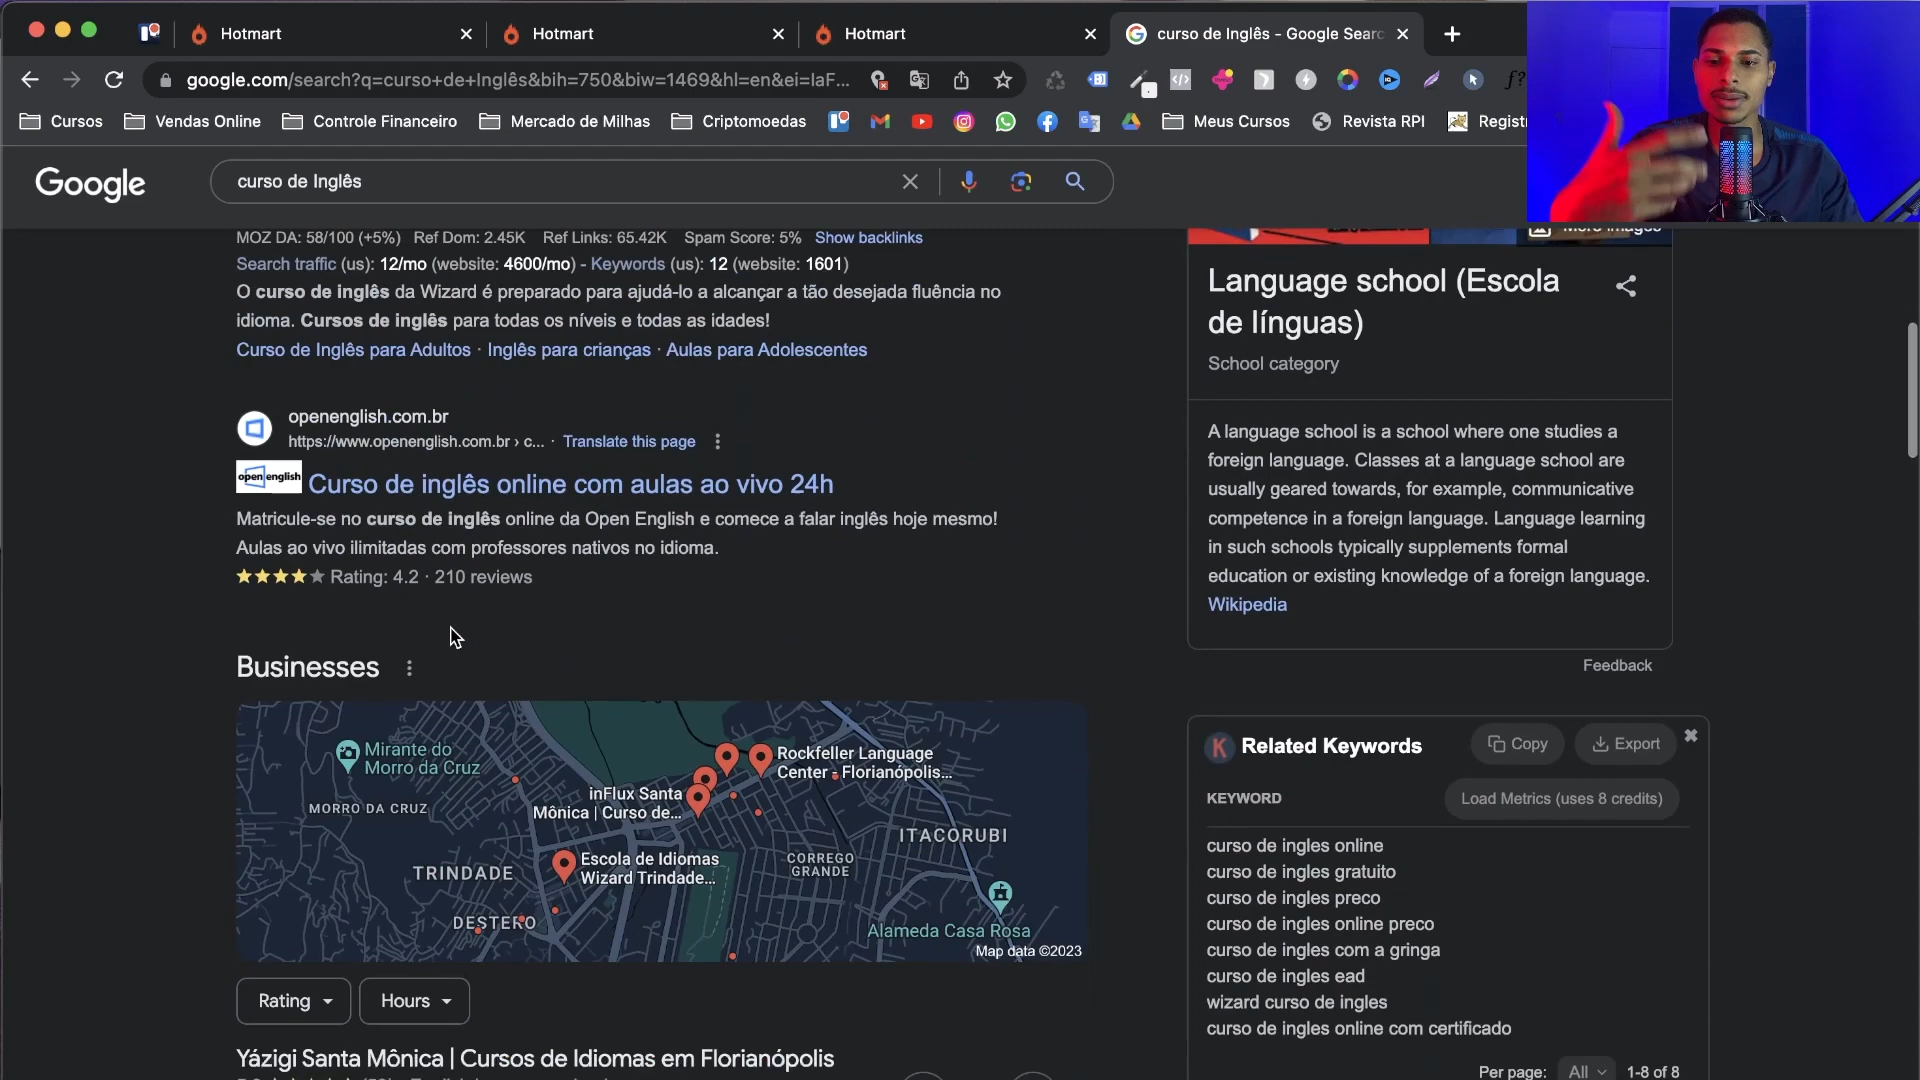 Hotmart
Hotmart
Hotmart
curso de Inglês - Google Searc
google.com/search?q=curso+de+Inglês&bih=750&biw=1469&hl=en&ei=IaF...
Cursos
Vendas Online
Controle Financeiro
Mercado de Milhas
Criptomoedas
Meus Cursos
Revista RPI
Registr
Google
curso de Inglês
MOZ DA: 58/100 (+5%) Ref Dom: 2.45K Ref Links: 65.42K Spam Score: 5% Show backlinks
Search traffic (us): 12/mo (website: 4600/mo) - Keywords (us): 12 (website: 1601)
O curso de inglês da Wizard é preparado para ajudá-lo a alcançar a tão desejada fluência no
idioma. Cursos de inglês para todas os níveis e todas as idades!
Curso de Inglês para Adultos · Inglês para crianças · Aulas para Adolescentes
openenglish.com.br
https://www.openenglish.com.br › c... · Translate this page
open english
Curso de inglês online com aulas ao vivo 24h
Matricule-se no curso de inglês online da Open English e comece a falar inglês hoje mesmo!
Aulas ao vivo ilimitadas com professores nativos no idioma.
Rating: 4.2 · 210 reviews
Businesses
Mirante do
Morro da Cruz
MORRO DA CRUZ
Rockfeller Language
Center - Florianópolis...
inFlux Santa
Mônica | Curso de...
ITACORUBI
Escola de Idiomas
Wizard Trindade...
CORREGO
GRANDE
TRINDADE
DESTERO
Alameda Casa Rosa
Map data ©2023
Rating
Hours
Yázigi Santa Mônica | Cursos de Idiomas em Florianópolis
More images
Language school (Escola
de línguas)
School category
A language school is a school where one studies a
foreign language. Classes at a language school are
usually geared towards, for example, communicative
competence in a foreign language. Language learning
in such schools typically supplements formal
education or existing knowledge of a foreign language.
Wikipedia
Feedback
K Related Keywords
Copy
Export
KEYWORD
Load Metrics (uses 8 credits)
curso de ingles online
curso de ingles gratuito
curso de ingles preco
curso de ingles online preco
curso de ingles com a gringa
curso de ingles ead
wizard curso de ingles
curso de ingles online com certificado
Per page: All 1-8 of 8